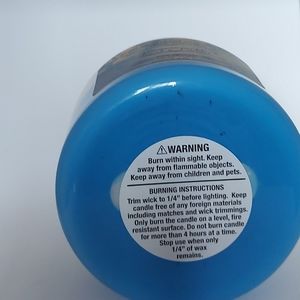 ⚠WARNING
Burn within sight. Keep
away from flammable objects.
Keep away from children and pets.
BURNING INSTRUCTIONS
Trim wick to 1/4" before lighting. Keep
candle free of any foreign materials
including matches and wick trimmings.
Only burn the candle on a level, fire
resistant surface. Do not burn candle
for more than 4 hours at a time.
Stop use when only
1/4" of wax
remains.